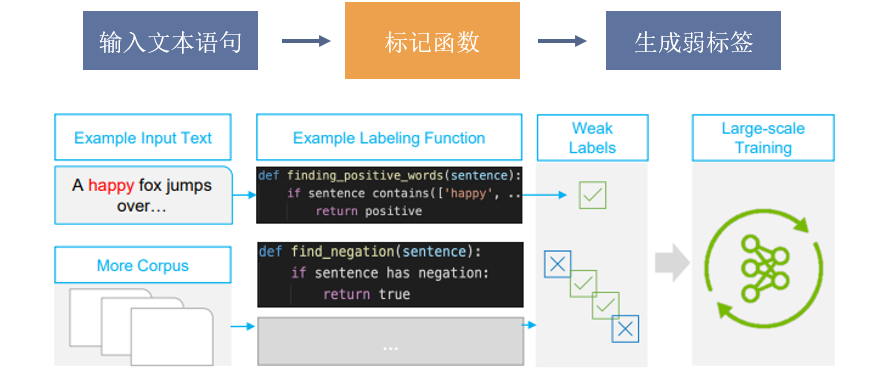 输入文本语句
标记函数
生成弱标签
Example Input Text
Example Labeling Function
Weak
Labels
Large-scale
Training
A happy fox jumps
over…
def finding_positive_words(sentence):
if sentence contains(['happy', ..
return positive
More Corpus
def find_negation(sentence):
if sentence has negation:
return true
...